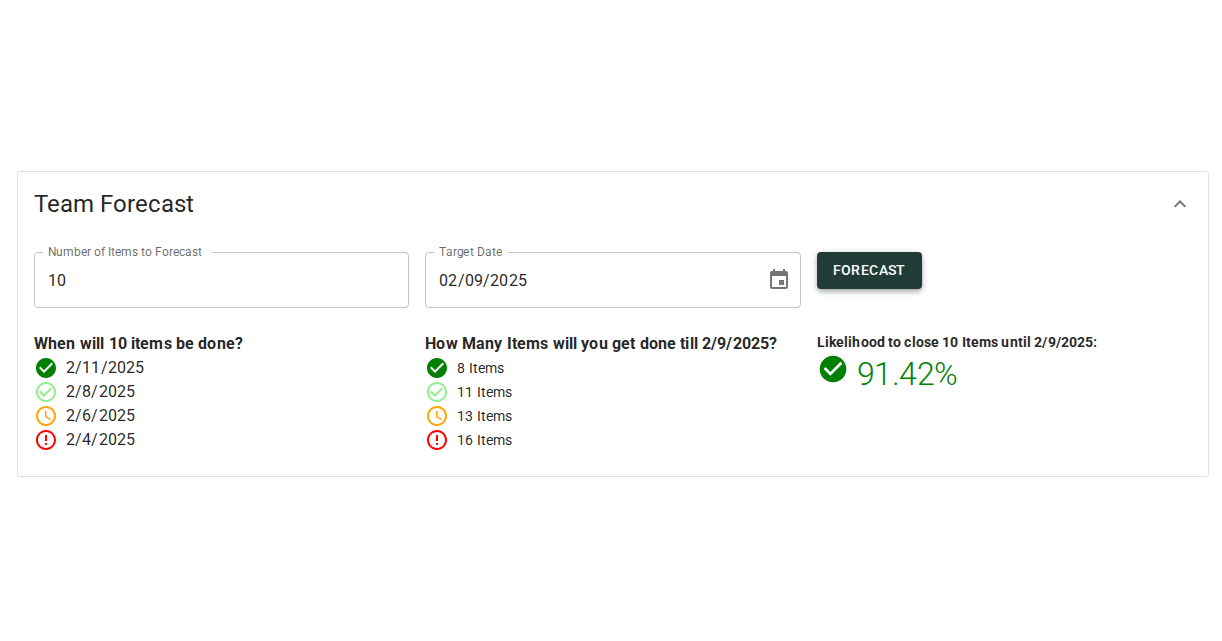 Team Forecast
Number of Items to Forecast
10
Target Date
02/09/2025
FORECAST
When will 10 items be done?
2/11/2025
2/8/2025
2/6/2025
2/4/2025
How Many Items will you get done till 2/9/2025?
8 Items
11 Items
13 Items
16 Items
Likelihood to close 10 Items until 2/9/2025:
91.42%